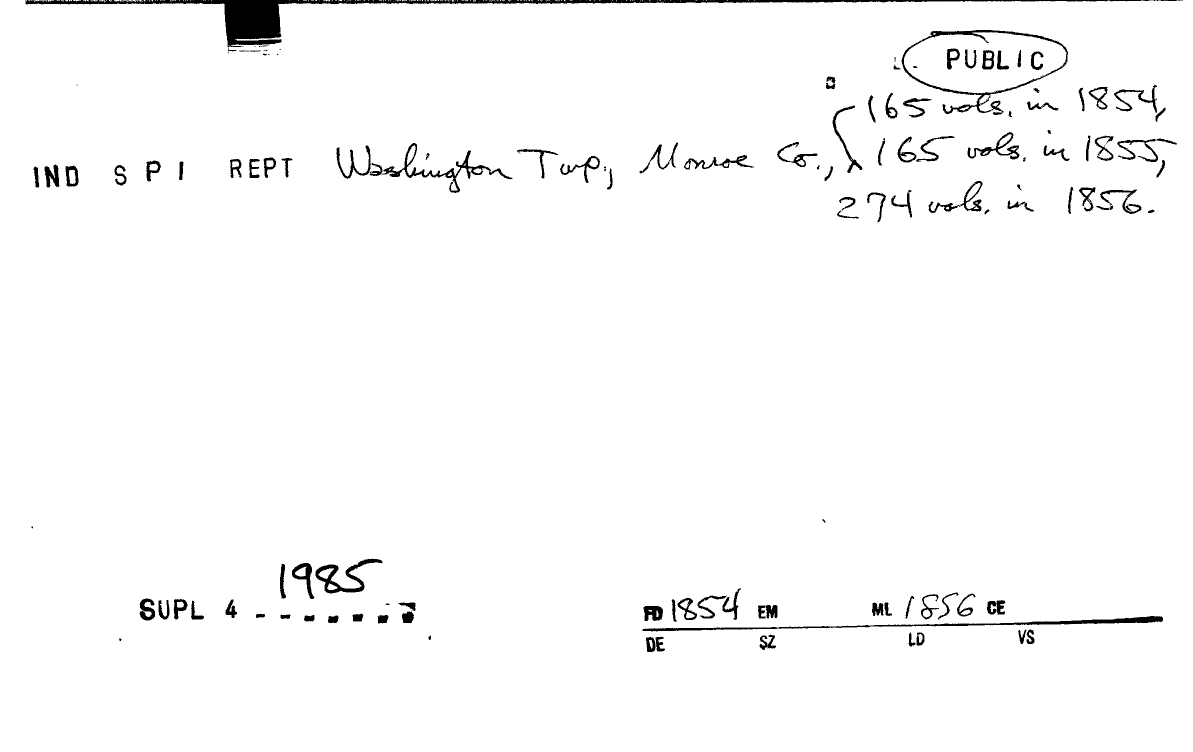 PUBLIC
165 vols. in 1854,
IND S P I REPT Washington Twp., Monroe Co., 165 vols. in 1855,
274 vols. in 1856.
1985
SUPL 4
FD 1854 EM ML 1856 CE
DE SZ LD VS